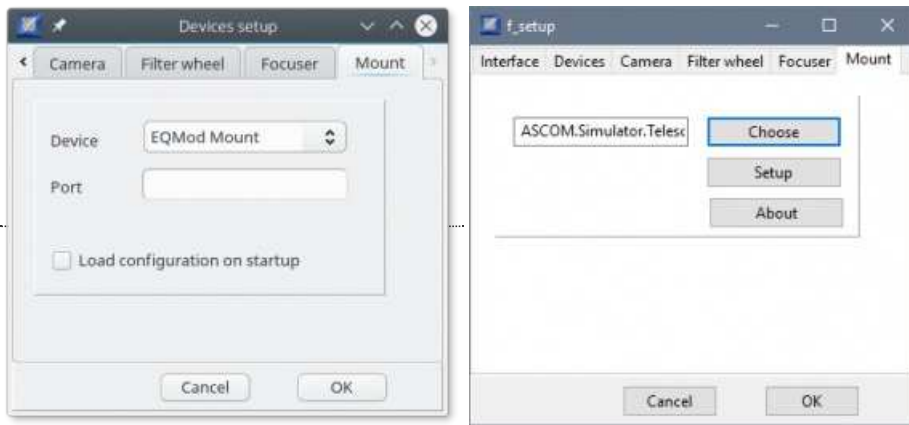 Devices setup
Camera Filter wheel Focuser Mount
Device EQMod Mount
Port
Load configuration on startup
Cancel OK
f_setup
Interface Devices Camera Filter wheel Focuser Mount
ASCOM.Simulator.Telesc Choose
Setup
About
Cancel OK